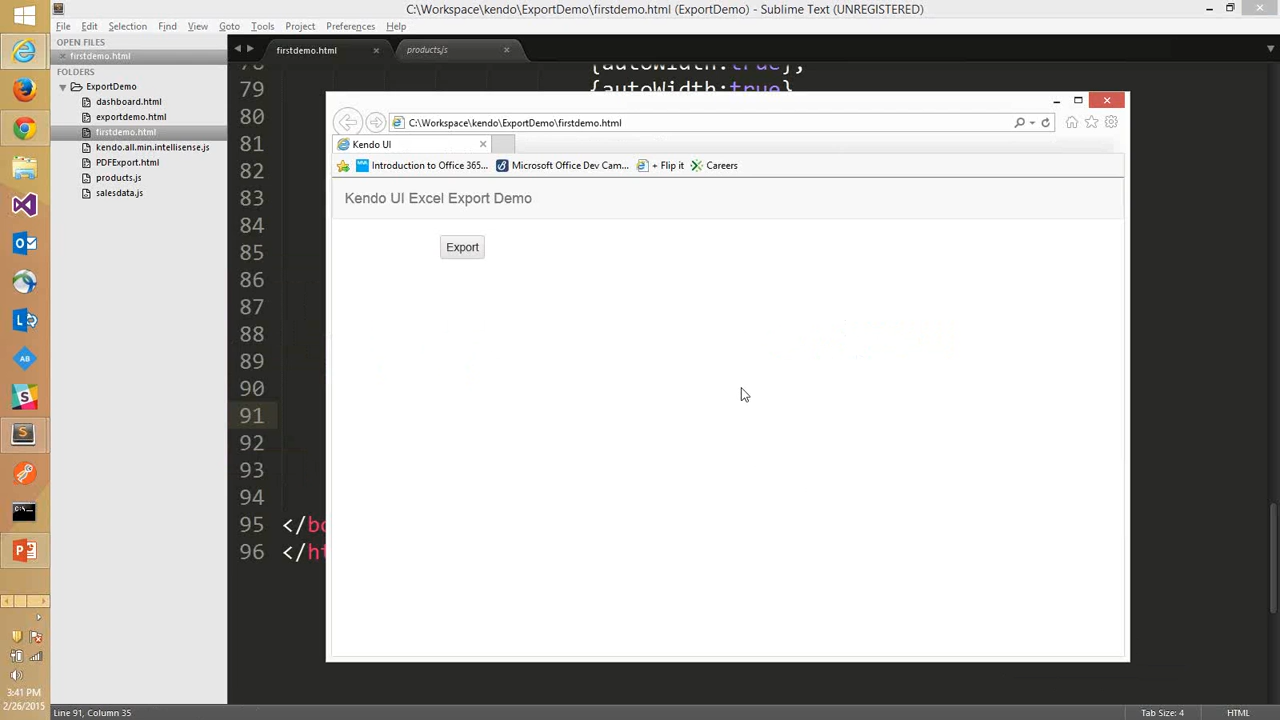 C:\Workspace\kendo\ExportDemo\firstdemo.html (ExportDemo) - Sublime Text (UNREGISTERED)
File Edit Selection Find View Goto Tools Project Preferences Help
OPEN FILES
firstdemo.html
FOLDERS
ExportDemo
dashboard.html
exportdemo.html
firstdemo.html
kendo.all.min.intellisense.js
PDFExport.html
products.js
salesdata.js
firstdemo.html
products.js
78 {autoWidth:true},
79 {autoWidth:true}
80
81
82
83
84
85
86
87
88
89
90
91
92
93
94
95 </bo
96 </ht
C:\Workspace\kendo\ExportDemo\firstdemo.html
Kendo UI
Introduction to Office 365... Microsoft Office Dev Cam... + Flip it Careers
Kendo UI Excel Export Demo
Export
3:41 PM
2/26/2015
Line 91, Column 35
Tab Size: 4
HTML